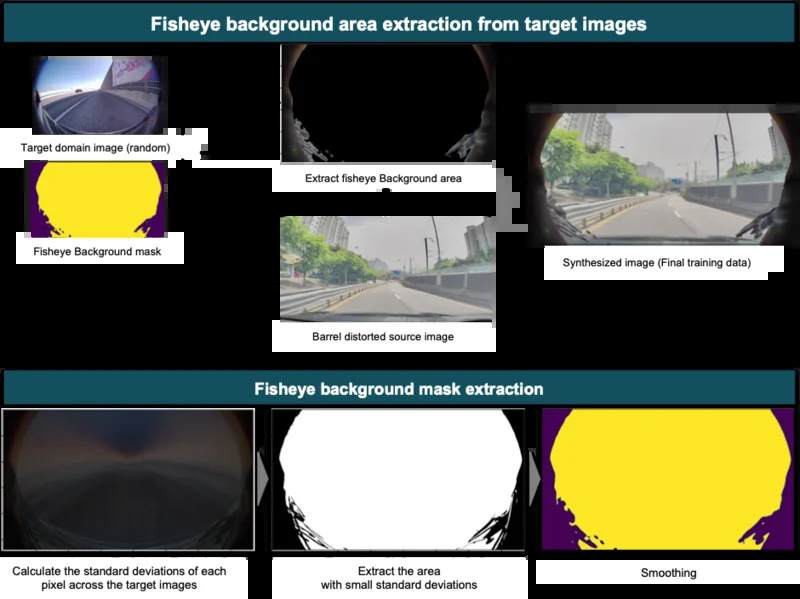 Fisheye background area extraction from target images
Target domain image (random)
Fisheye Background mask
Extract fisheye Background area
Barrel distorted source image
Synthesized image (Final training data)
Fisheye background mask extraction
Calculate the standard deviations of each
pixel across the target images
Extract the area
with small standard deviations
Smoothing